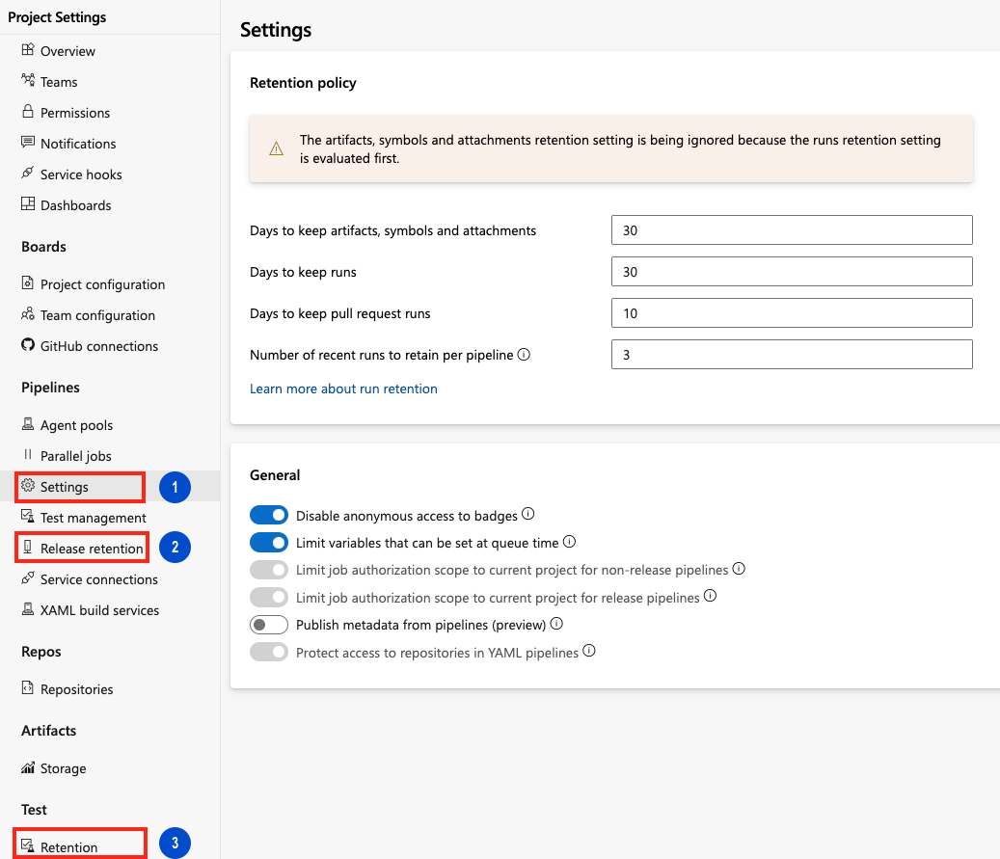 Project Settings
Overview
Teams
Permissions
Notifications
Service hooks
Dashboards
Boards
Project configuration
Team configuration
GitHub connections
Pipelines
Agent pools
Parallel jobs
Settings 1
Test management
Release retention 2
Service connections
XAML build services
Repos
Repositories
Artifacts
Storage
Test
Retention 3
Settings
Retention policy
The artifacts, symbols and attachments retention setting is being ignored because the runs retention setting
is evaluated first.
Days to keep artifacts, symbols and attachments 30
Days to keep runs 30
Days to keep pull request runs 10
Number of recent runs to retain per pipeline 3
Learn more about run retention
General
Disable anonymous access to badges
Limit variables that can be set at queue time
Limit job authorization scope to current project for non-release pipelines
Limit job authorization scope to current project for release pipelines
Publish metadata from pipelines (preview)
Protect access to repositories in YAML pipelines